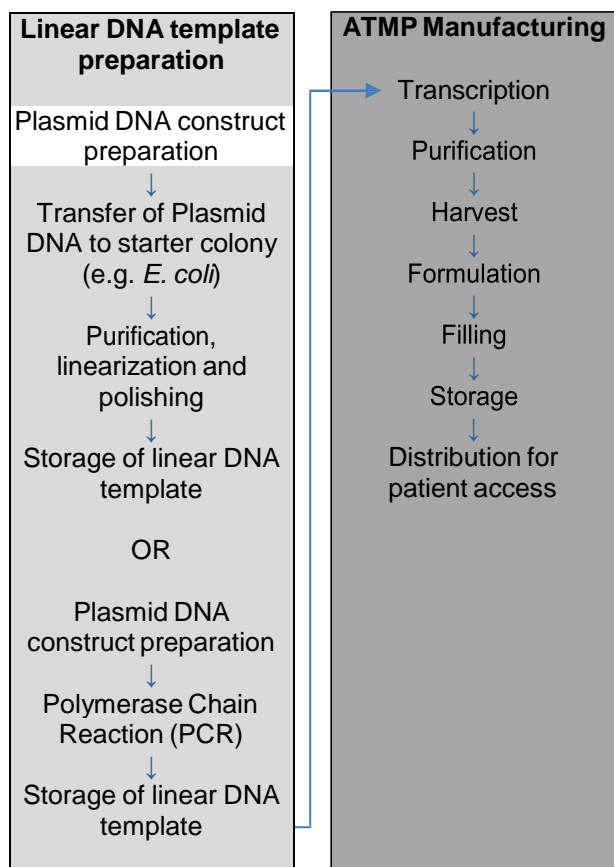 Linear DNA template
preparation
Plasmid DNA construct
preparation
↓
Transfer of Plasmid
DNA to starter colony
(e.g. E. coli)
↓
Purification,
linearization and
polishing
↓
Storage of linear DNA
template
OR
Plasmid DNA
construct preparation
↓
Polymerase Chain
Reaction (PCR)
↓
Storage of linear DNA
template
ATMP Manufacturing
Transcription
↓
Purification
↓
Harvest
↓
Formulation
↓
Filling
↓
Storage
↓
Distribution for
patient access